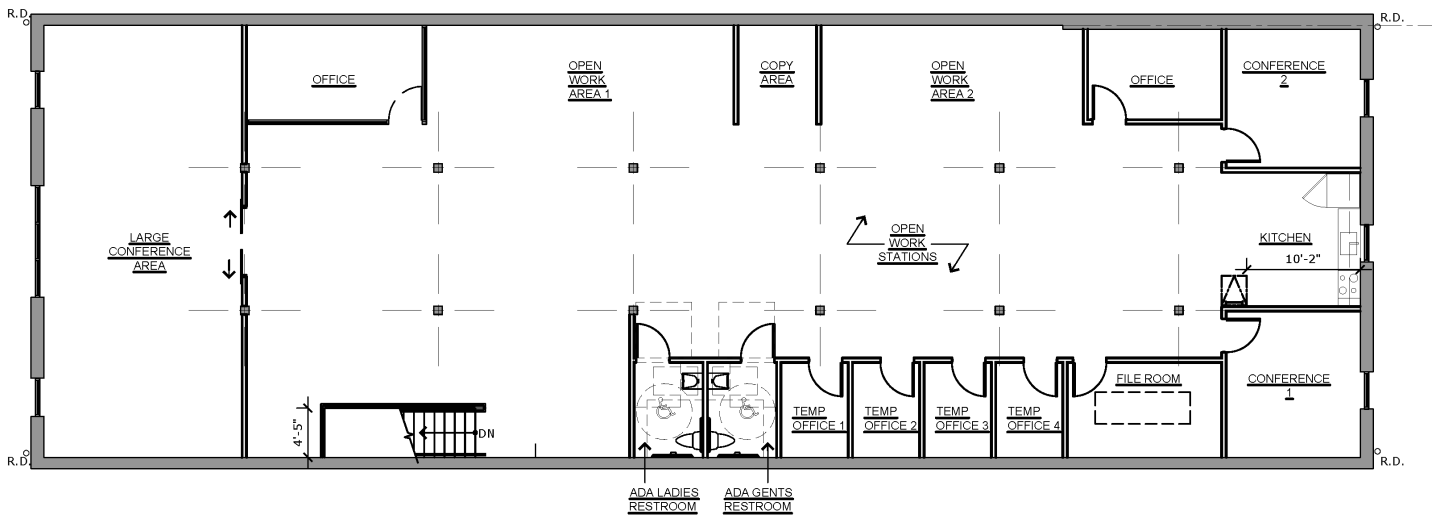 R.D.
R.D.
OFFICE
OPEN
WORK
AREA 1
COPY
AREA
OPEN
WORK
AREA 2
OFFICE
CONFERENCE
2
LARGE
CONFERENCE
AREA
OPEN
WORK
STATIONS
KITCHEN
10'-2"
4'-5"
DN
TEMP
OFFICE 1
TEMP
OFFICE 2
TEMP
OFFICE 3
TEMP
OFFICE 4
FILE ROOM
CONFERENCE
1
R.D.
R.D.
ADA LADIES
RESTROOM
ADA GENTS
RESTROOM